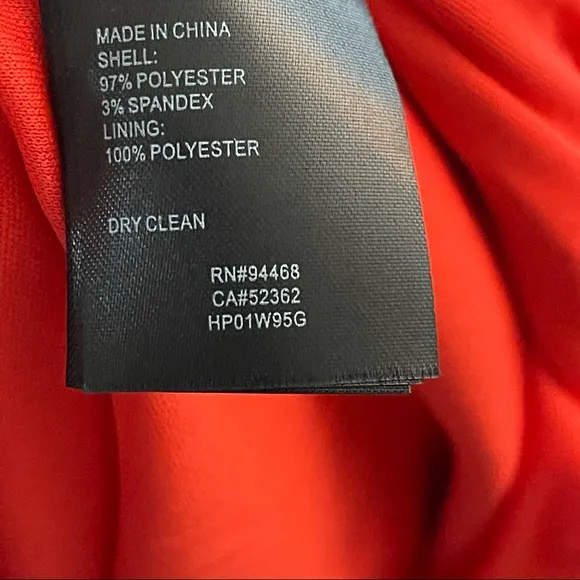 MADE IN CHINA
SHELL:
97% POLYESTER
3% SPANDEX
LINING:
100% POLYESTER
DRY CLEAN
RN#94468
CA#52362
HP01W95G